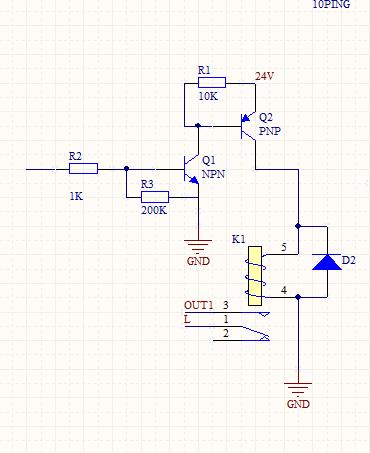 10PING
R1
24V
10K
Q2
PNP
R2
Q1
R3
NPN
1K
200K
GND
K1
5
D2
4
OUT1 3
L 1
2
GND